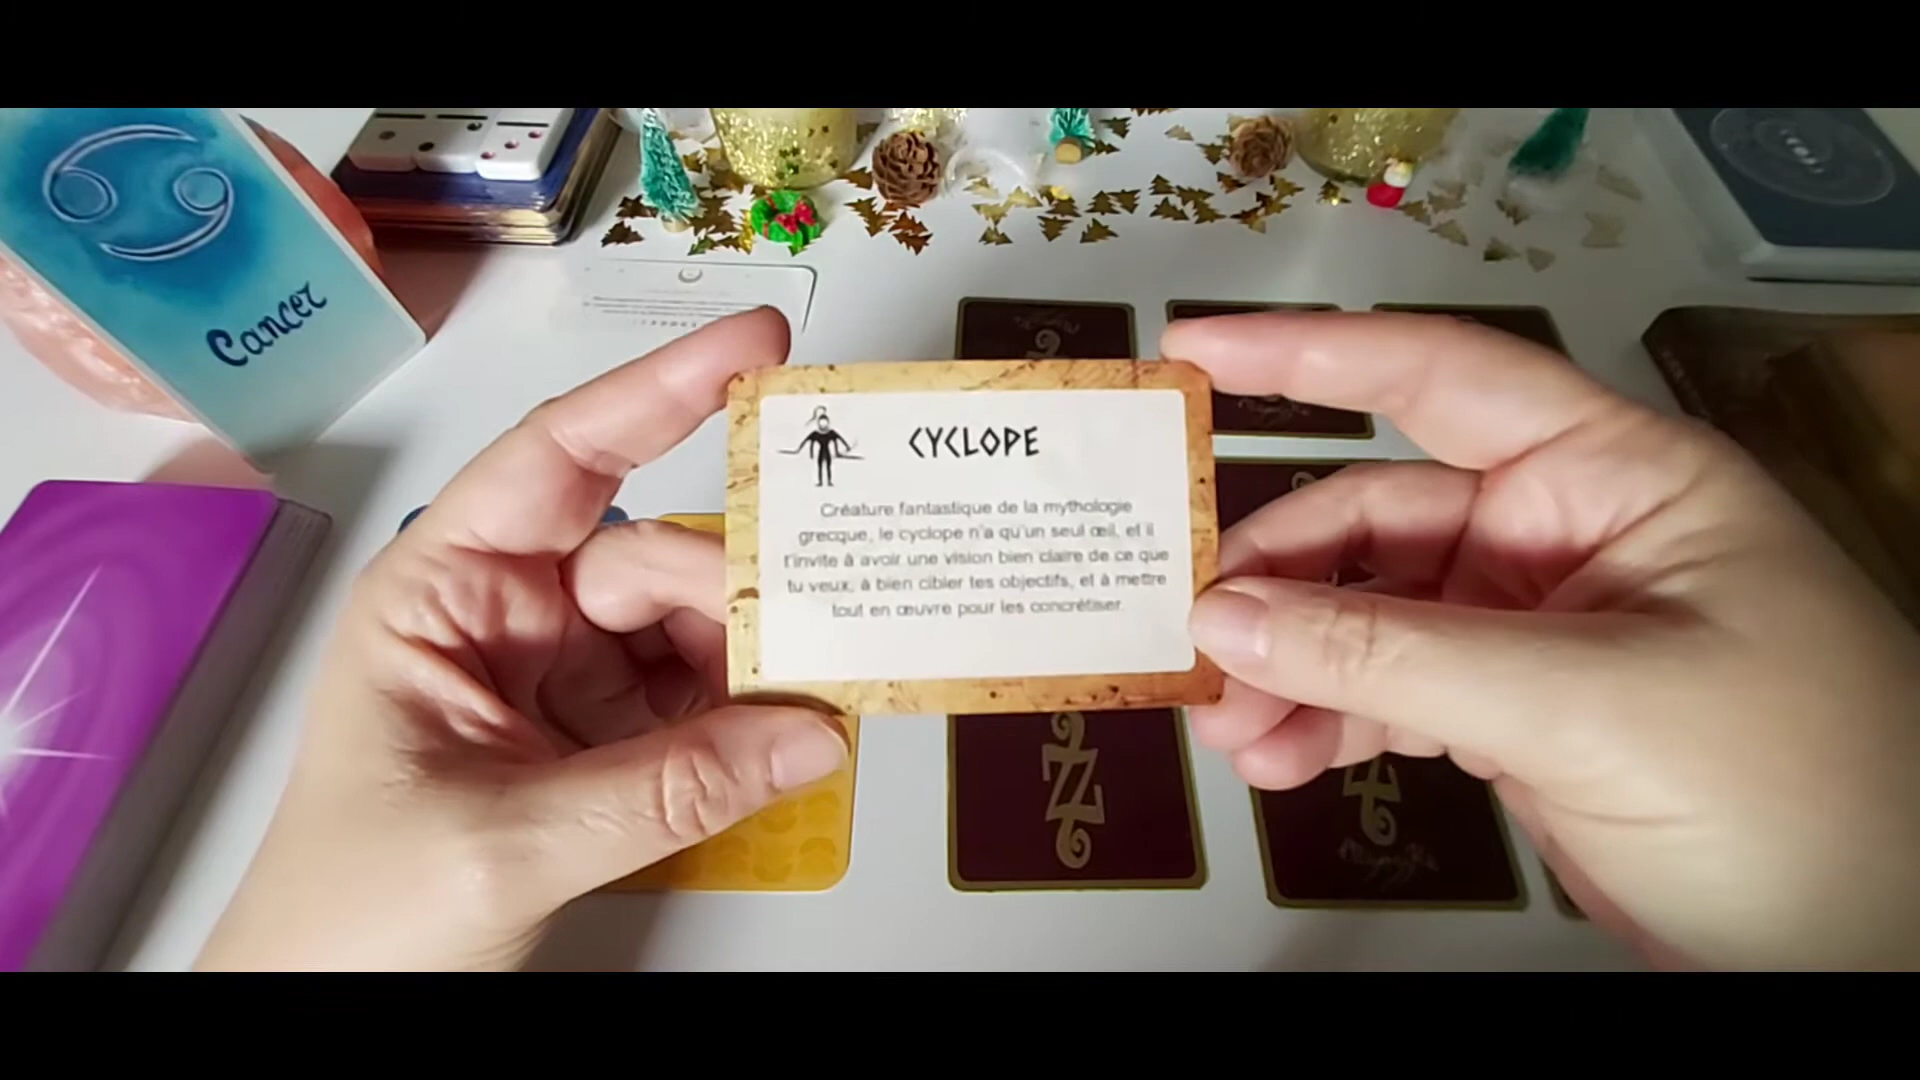 Cancer
CYCLOPE
Créature fantastique de la mythologie
grecque, le cyclope n'a qu'un seul œil, et il
t'invite à avoir une vision bien claire de ce que
tu veux, à bien cibler tes objectifs, et à mettre
tout en œuvre pour les concrétiser.